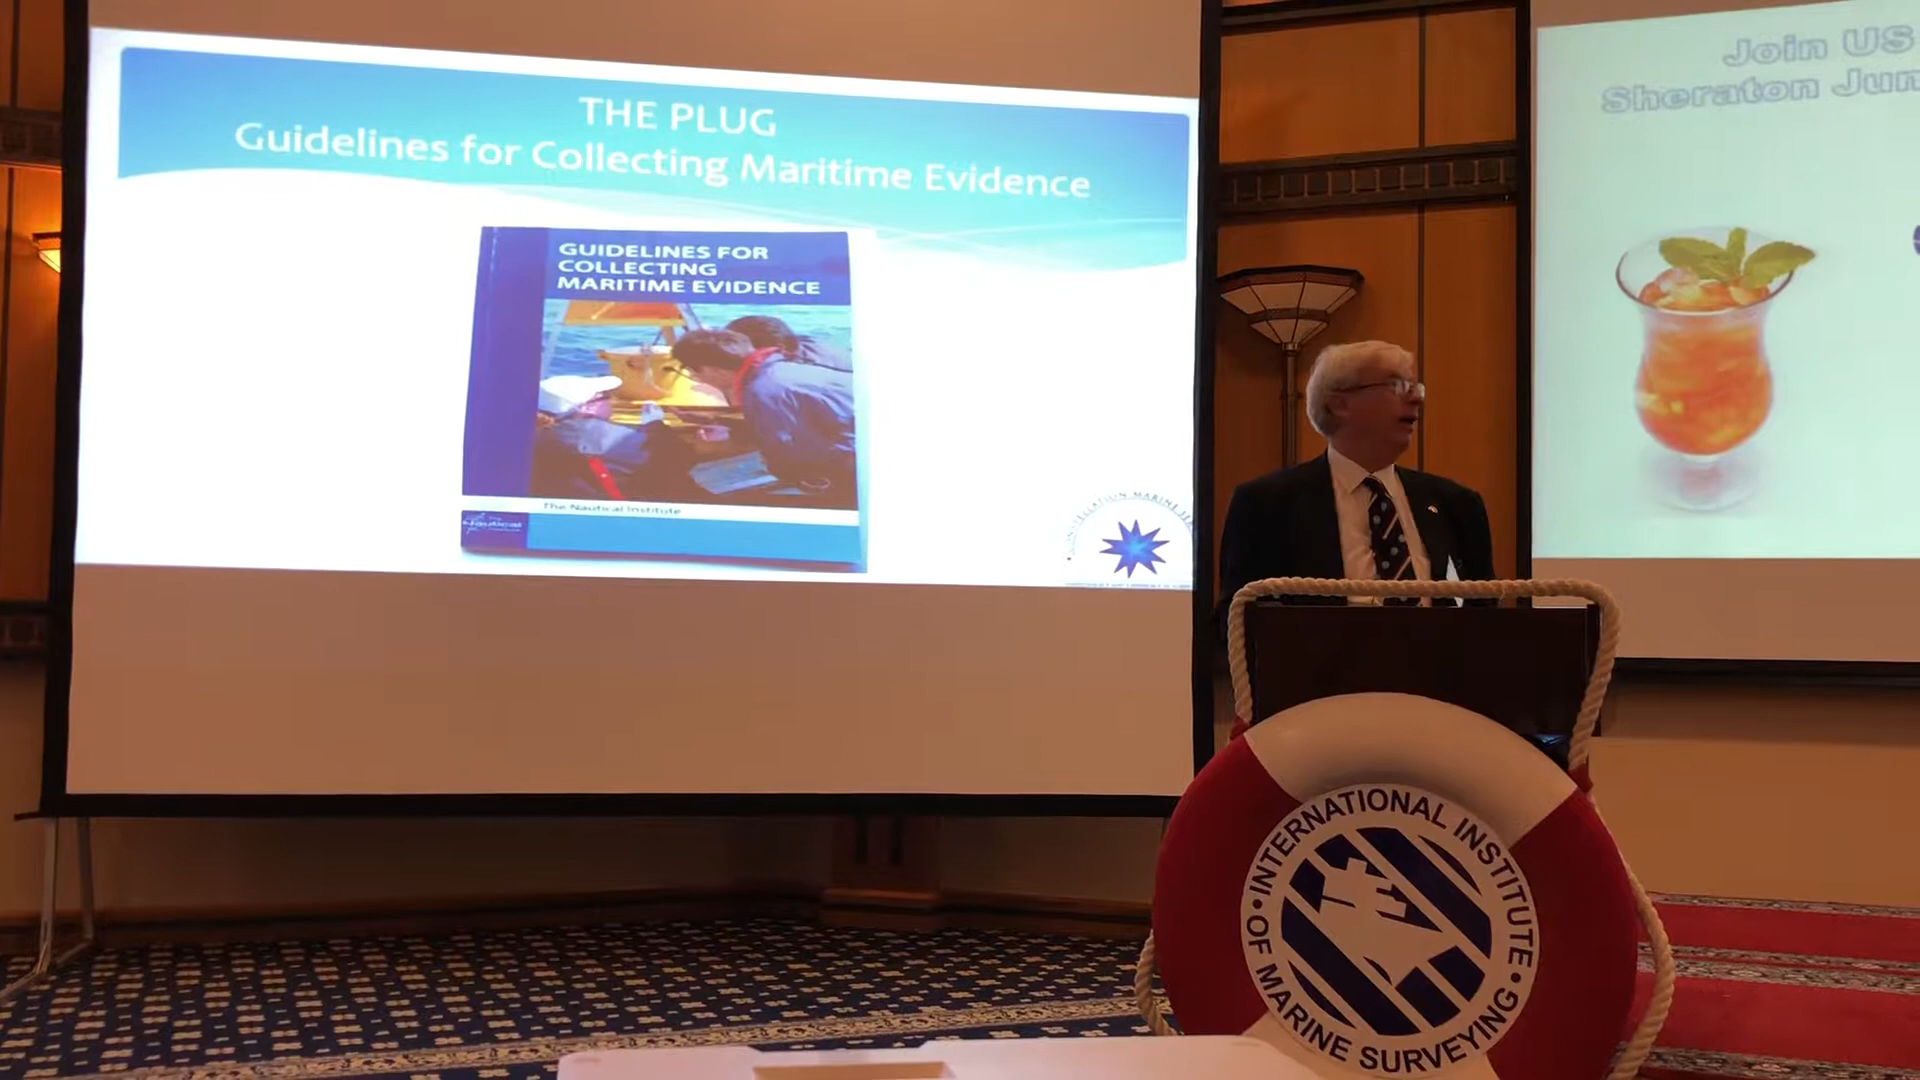 THE PLUG
Guidelines for Collecting Maritime Evidence
GUIDELINES FOR
COLLECTING
MARITIME EVIDENCE
The Nautical Institute
Nautical
Join US
Sheraton
INTERNATIONAL INSTITUTE
OF MARINE SURVEYING